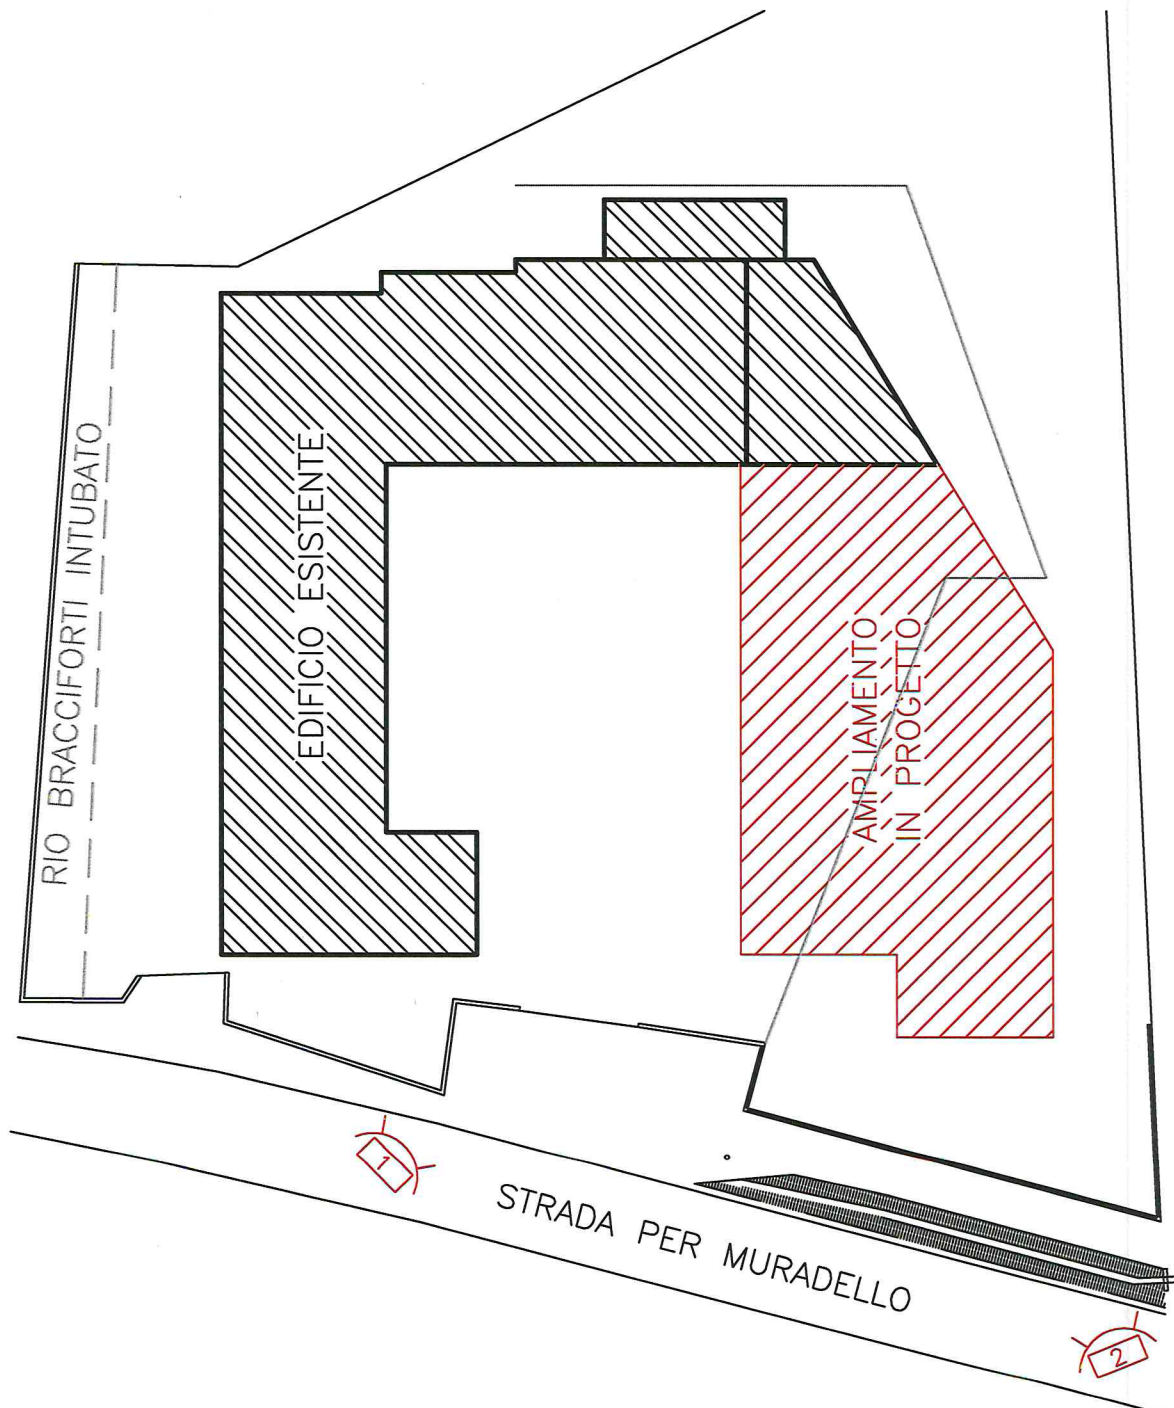 RIO BRACCIFORTI INTUBATO
EDIFICIO ESISTENTE
AMPLIAMENTO
IN PROGETTO
1
STRADA PER MURADELLO
2